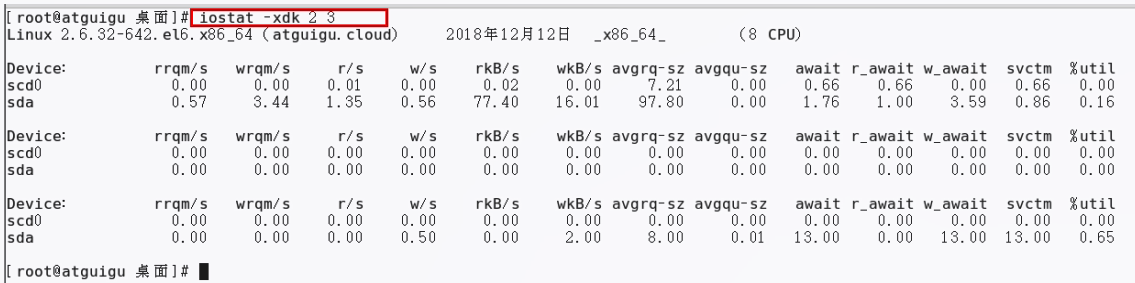 [root@atguigu 桌面]# iostat -xdk 2 3
Linux 2.6.32-642.el6.x86_64 (atguigu.cloud) 2018年12月12日 _x86_64_ (8 CPU)
Device: rrqm/s wrqm/s r/s w/s rkB/s wkB/s avgrq-sz avgqu-sz await r_await w_await svctm %util
scd0 0.00 0.00 0.01 0.00 0.02 0.00 7.21 0.00 0.66 0.66 0.00 0.66 0.00
sda 0.57 3.44 1.35 0.56 77.40 16.01 97.80 0.00 1.76 1.00 3.59 0.86 0.16
Device: rrqm/s wrqm/s r/s w/s rkB/s wkB/s avgrq-sz avgqu-sz await r_await w_await svctm %util
scd0 0.00 0.00 0.00 0.00 0.00 0.00 0.00 0.00 0.00 0.00 0.00 0.00 0.00
sda 0.00 0.00 0.00 0.00 0.00 0.00 0.00 0.00 0.00 0.00 0.00 0.00 0.00
Device: rrqm/s wrqm/s r/s w/s rkB/s wkB/s avgrq-sz avgqu-sz await r_await w_await svctm %util
scd0 0.00 0.00 0.00 0.00 0.00 0.00 0.00 0.00 0.00 0.00 0.00 0.00 0.00
sda 0.00 0.00 0.00 0.50 0.00 2.00 8.00 0.01 13.00 0.00 13.00 13.00 0.65
[root@atguigu 桌面]#